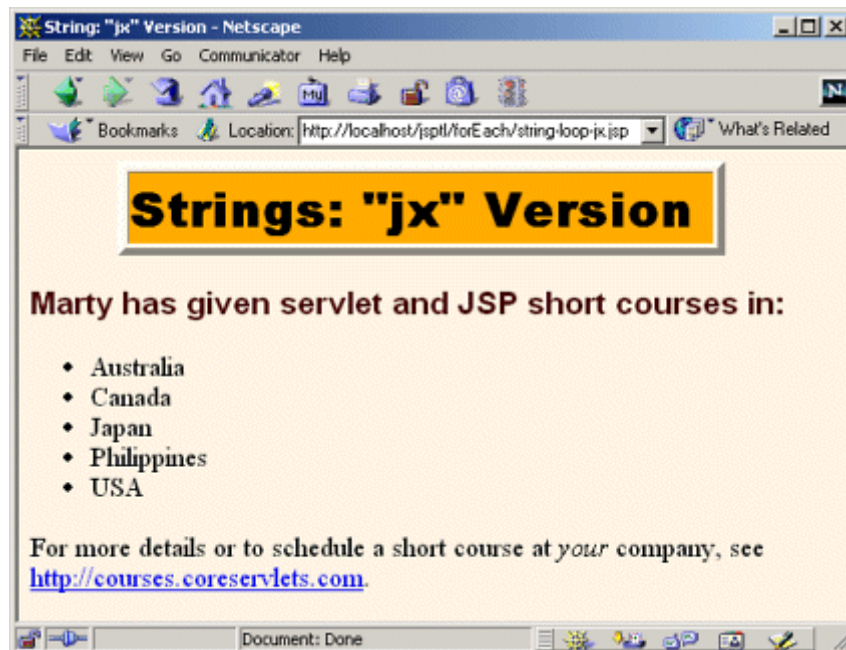 String: "jx" Version - Netscape
File Edit View Go Communicator Help
My
N
Bookmarks Location: http://localhost/jsptl/forEach/string-loop-jx.jsp What's Related
Strings: "jx" Version
Marty has given servlet and JSP short courses in:
• Australia
• Canada
• Japan
• Philippines
• USA
For more details or to schedule a short course at your company, see
http://courses.coreservlets.com.
Document: Done